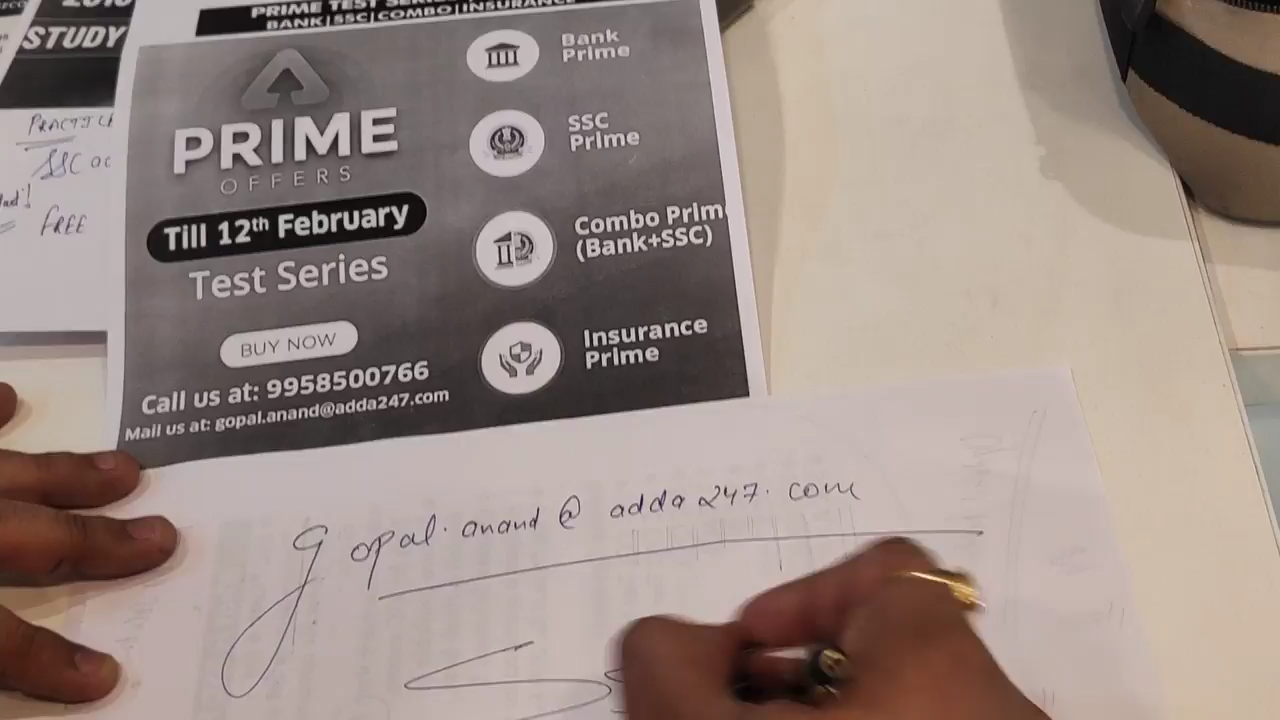 STUDY
PRACTICE
SSC
FREE
PRIME TEST
BANK|SSC|COMBO|INSURANCE
PRIME
OFFERS
Till 12th February
Test Series
BUY NOW
Call us at: 9958500766
Mail us at: gopal.anand@adda247.com
Bank
Prime
SSC
Prime
Combo Prim
(Bank+SSC)
Insurance
Prime
gopal.anand@adda247.com